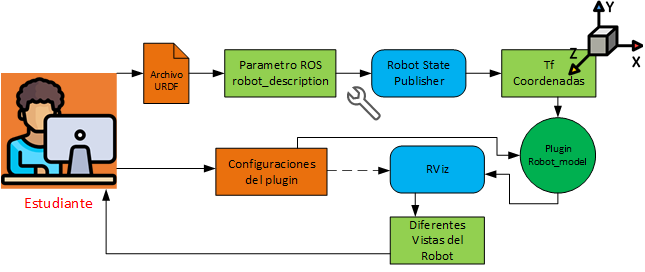 Archivo
URDF
Parametro ROS
robot_description
Robot State
Publisher
Tf
Coordenadas
Y
Z
X
Estudiante
Configuraciones
del plugin
RViz
Plugin
Robot_model
Diferentes
Vistas del
Robot